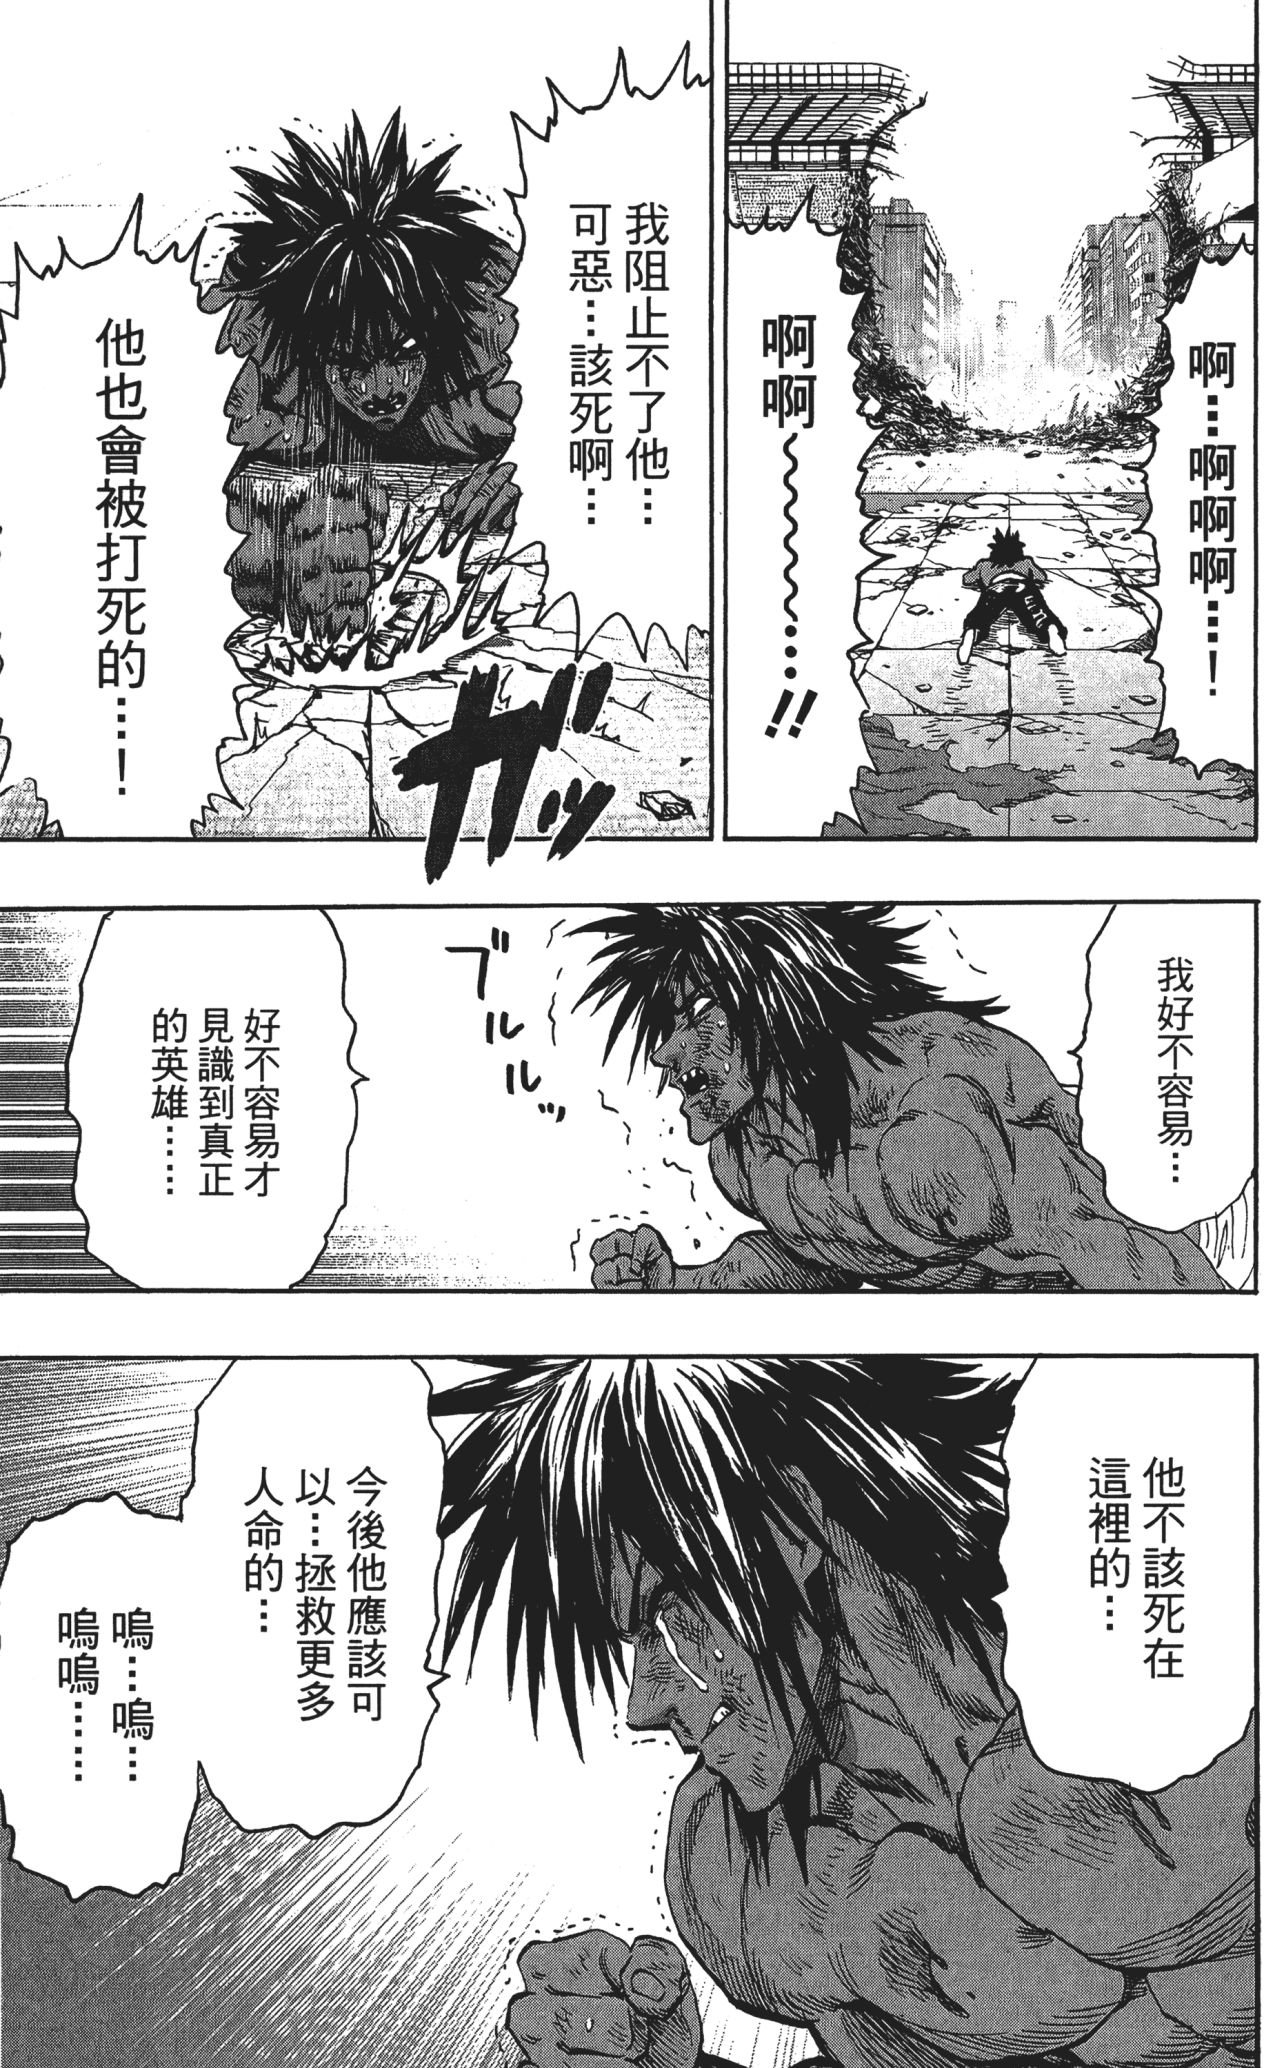 啊…啊啊啊……!
啊啊～～～……!!
我阻止不了他…
可惡…該死啊…
ガッ
他也會被打死的……!
我好不容易…
ブルルルッ
好不容易才
見識到真正
的英雄……
他不該死在
這裡的…
今後他應該可
以…拯救更多
人命的…
嗚…嗚…
嗚嗚……